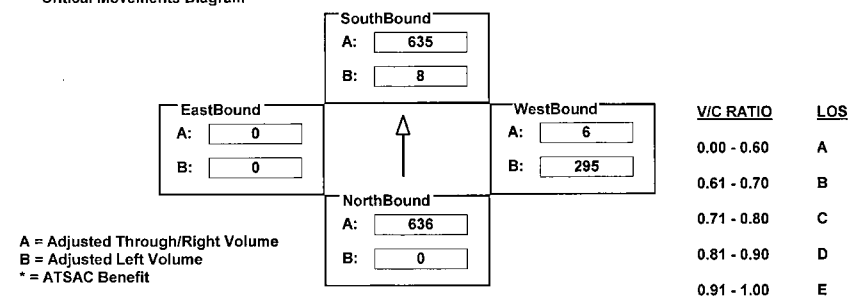 Critical Movements Diagram
SouthBound
A: 635
B: 8
EastBound
A: 0
B: 0
WestBound
A: 6
B: 295
NorthBound
A: 636
B: 0
A = Adjusted Through/Right Volume
B = Adjusted Left Volume
* = ATSAC Benefit
V/C RATIO LOS
0.00 - 0.60 A
0.61 - 0.70 B
0.71 - 0.80 C
0.81 - 0.90 D
0.91 - 1.00 E